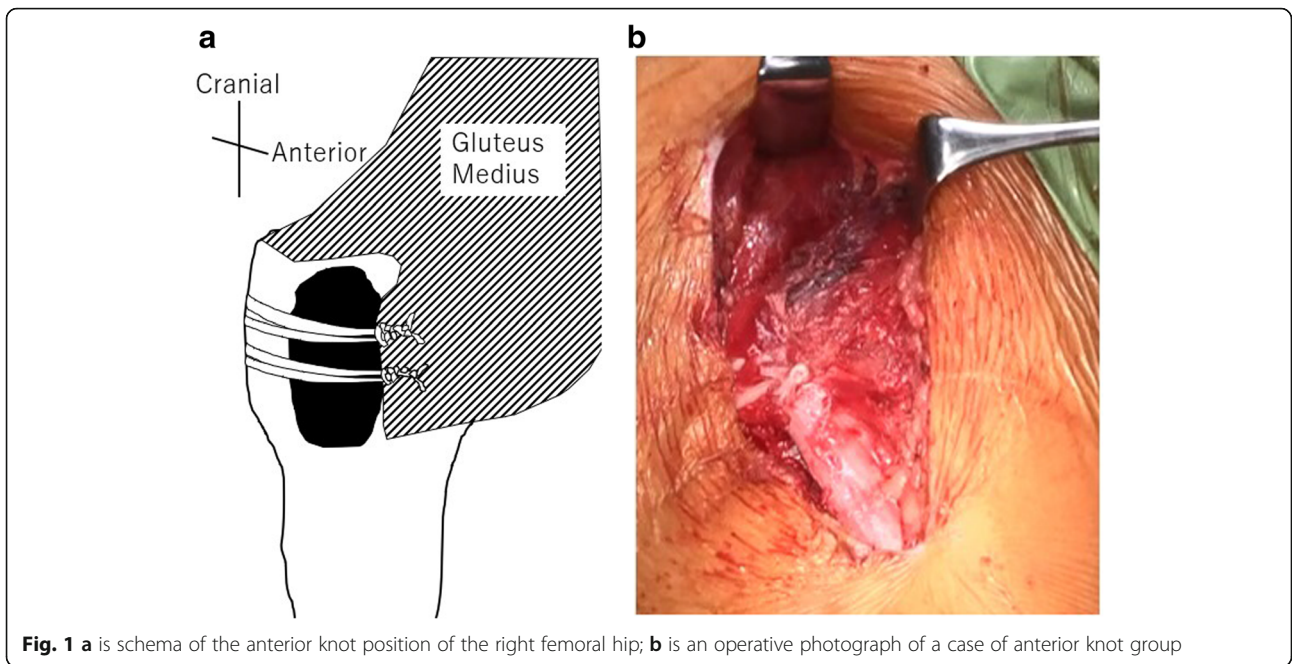 a
b
Cranial
Anterior
Gluteus
Medius
Fig. 1 a is schema of the anterior knot position of the right femoral hip; b is an operative photograph of a case of anterior knot group